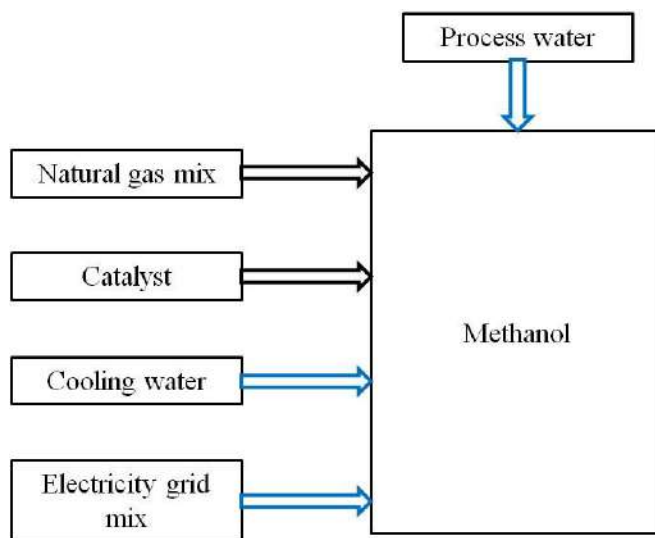 Process water
Natural gas mix
Catalyst
Methanol
Cooling water
Electricity grid
mix